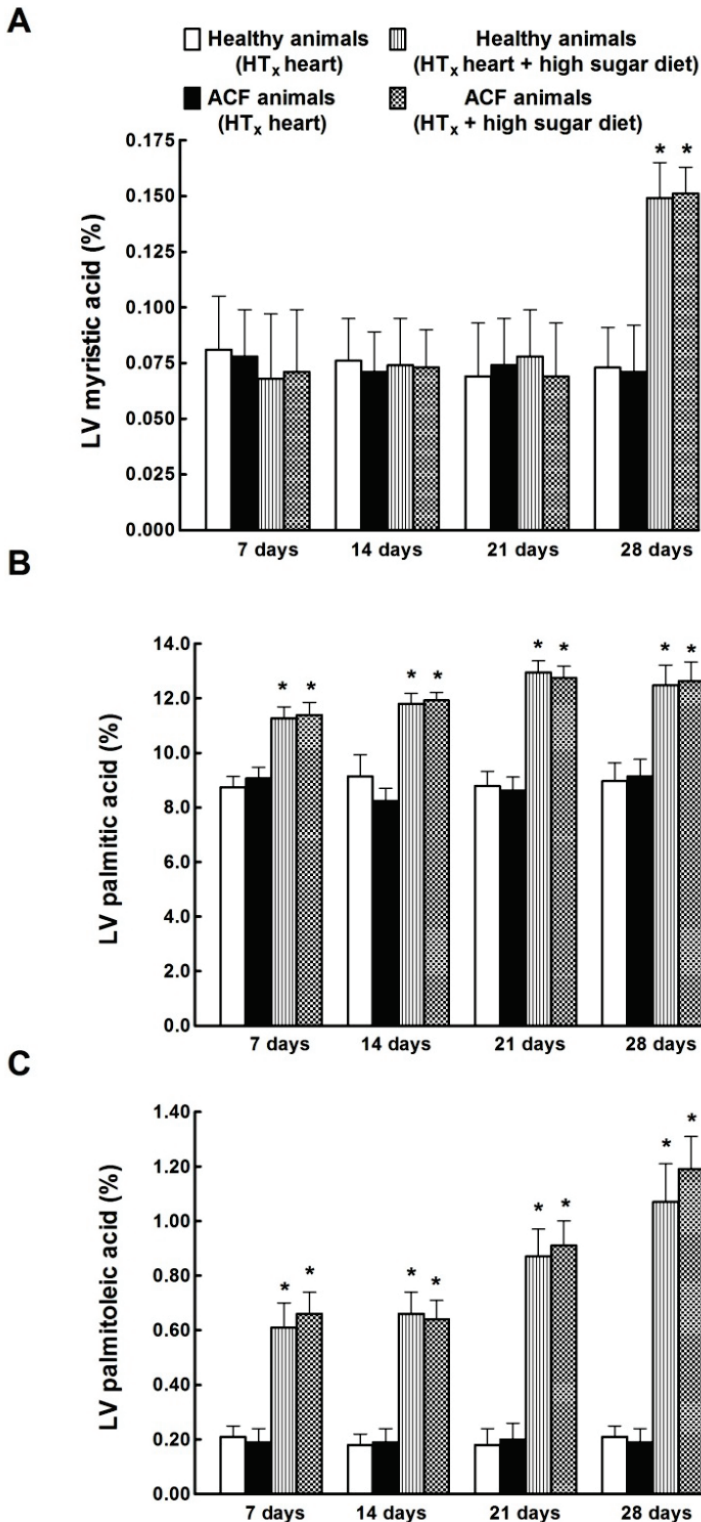 A
Healthy animals
(HTx heart)
Healthy animals
(HTx heart + high sugar diet)
ACF animals
(HTx heart)
ACF animals
(HTx + high sugar diet)
LV myristic acid (%)
0.175
0.150
0.125
0.100
0.075
0.050
0.025
0.000
* *
7 days 14 days 21 days 28 days
B
LV palmitic acid (%)
14.0
12.0
10.0
8.0
6.0
4.0
2.0
0.0
* * * * * * * *
7 days 14 days 21 days 28 days
C
LV palmitoleic acid (%)
1.40
1.20
1.00
0.80
0.60
0.40
0.20
0.00
* * * * * * * *
7 days 14 days 21 days 28 days